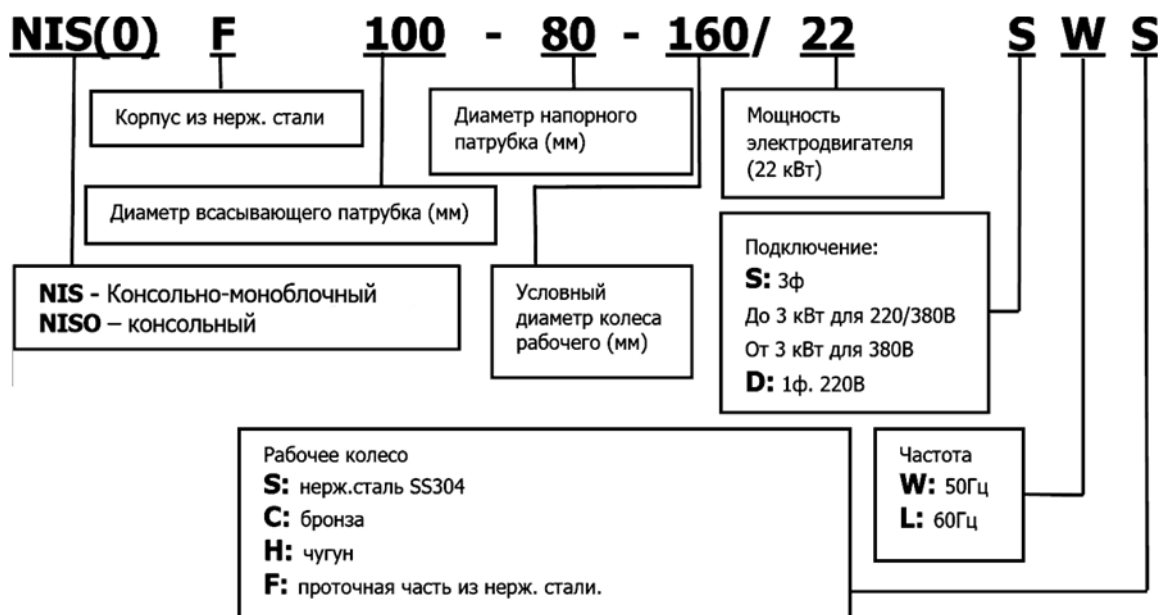 NIS(0) F 100 - 80 - 160/ 22 S W S
Корпус из нерж. стали
Диаметр напорного
патрубка (мм)
Мощность
электродвигателя
(22 кВт)
Диаметр всасывающего патрубка (мм)
NIS - Консольно-моноблочный
NISO – консольный
Условный
диаметр колеса
рабочего (мм)
Подключение:
S: 3ф
До 3 кВт для 220/380В
От 3 кВт для 380В
D: 1ф. 220В
Рабочее колесо
S: нерж.сталь SS304
C: бронза
H: чугун
F: проточная часть из нерж. стали.
Частота
W: 50Гц
L: 60Гц